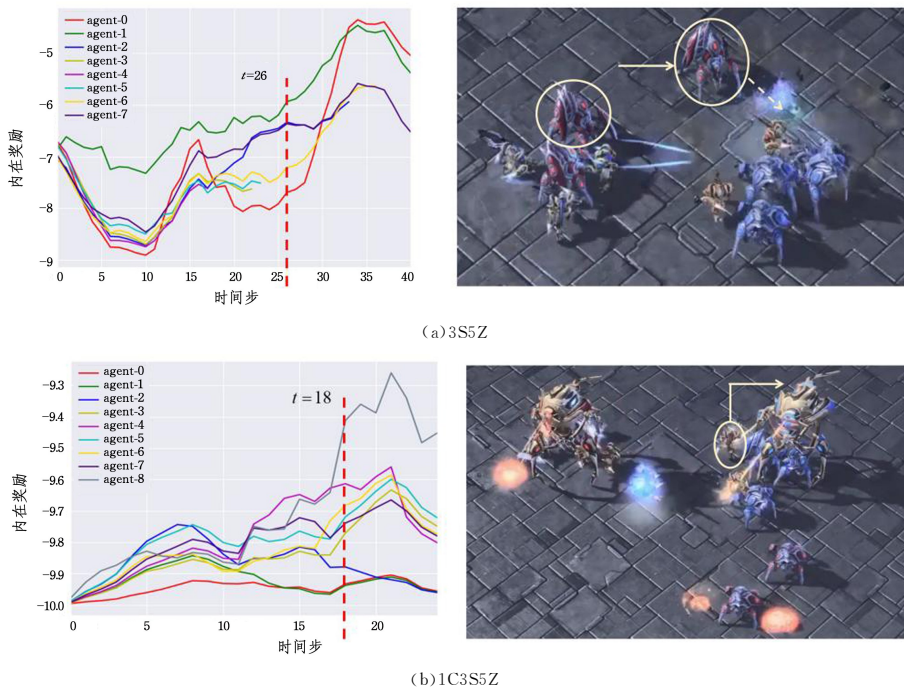 agent-0
agent-1
agent-2
agent-3
agent-4
agent-5
agent-6
agent-7
t=26
内在奖励
-5
-6
-7
-8
-9
0 5 10 15 20 25 30 35 40
时间步
(a)3S5Z
agent-0
agent-1
agent-2
agent-3
agent-4
agent-5
agent-6
agent-7
agent-8
t=18
内在奖励
-9.3
-9.4
-9.5
-9.6
-9.7
-9.8
-9.9
-10.0
0 5 10 15 20
时间步
(b)1C3S5Z